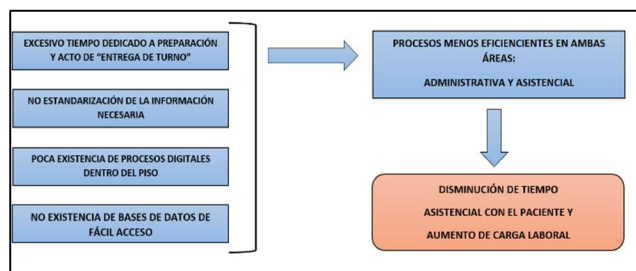 EXCESIVO TIEMPO DEDICADO A PREPARACIÓN
Y ACTO DE “ENTREGA DE TURNO”
NO ESTANDARIZACIÓN DE LA INFORMACIÓN
NECESARIA
POCA EXISTENCIA DE PROCESOS DIGITALES
DENTRO DEL PISO
NO EXISTENCIA DE BASES DE DATOS DE
FÁCIL ACCESO
PROCESOS MENOS EFICIENCIENTES EN AMBAS
ÁREAS:
ADMINISTRATIVA Y ASISTENCIAL
DISMINUCIÓN DE TIEMPO
ASISTENCIAL CON EL PACIENTE Y
AUMENTO DE CARGA LABORAL